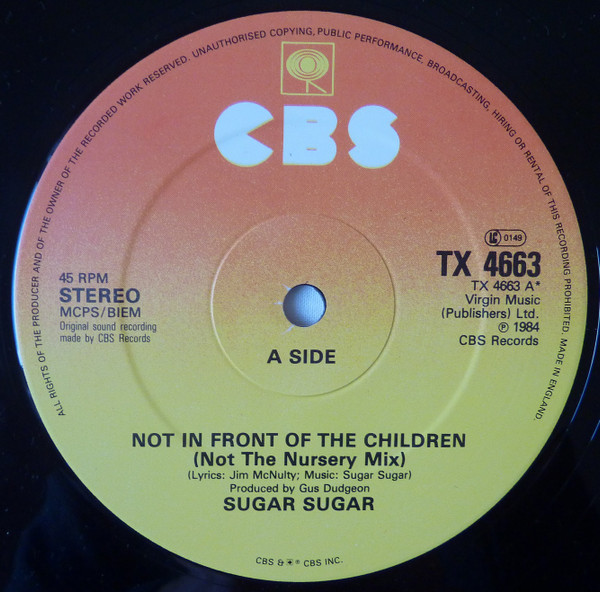 ALL RIGHTS OF THE PRODUCER AND OF THE OWNER OF THE RECORDED WORK RESERVED. UNAUTHORISED COPYING, PUBLIC PERFORMANCE, BROADCASTING, HIRING OR RENTAL OF THIS RECORDING PROHIBITED. MADE IN ENGLAND.
CBS
45 RPM
STEREO
MCPS/BIEM
Original sound recording
made by CBS Records
LC 0149
TX 4663
TX 4663 A*
Virgin Music
(Publishers) Ltd.
℗ 1984
CBS Records
A SIDE
NOT IN FRONT OF THE CHILDREN
(Not The Nursery Mix)
(Lyrics: Jim McNulty; Music: Sugar Sugar)
Produced by Gus Dudgeon
SUGAR SUGAR
CBS & ® CBS INC.